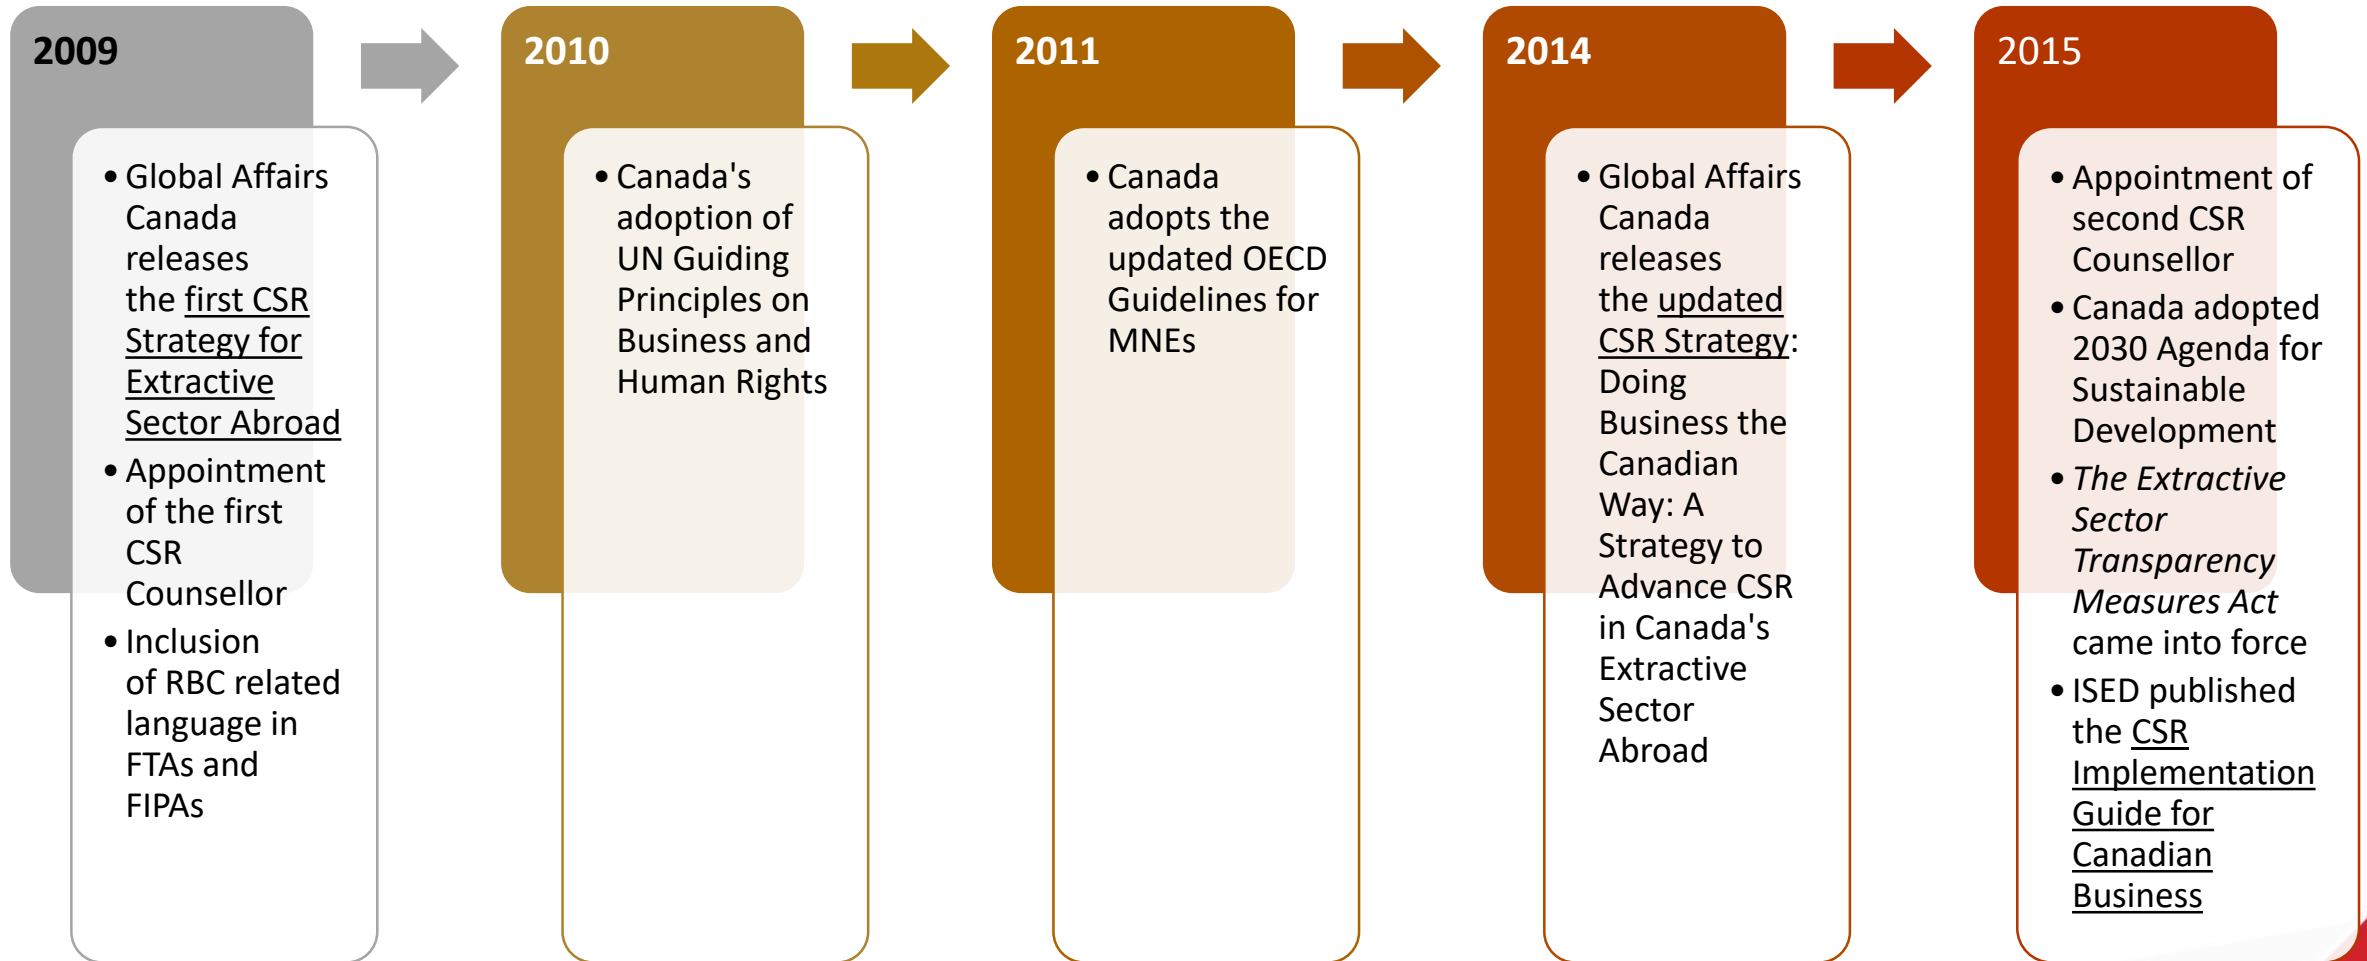 2009
• Global Affairs
Canada
releases
the first CSR
Strategy for
Extractive
Sector Abroad
• Appointment
of the first
CSR
Counsellor
• Inclusion
of RBC related
language in
FTAs and
FIPAs
2010
• Canada's
adoption of
UN Guiding
Principles on
Business and
Human Rights
2011
• Canada
adopts the
updated OECD
Guidelines for
MNEs
2014
• Global Affairs
Canada
releases
the updated
CSR Strategy:
Doing
Business the
Canadian
Way: A
Strategy to
Advance CSR
in Canada's
Extractive
Sector
Abroad
2015
• Appointment of
second CSR
Counsellor
• Canada adopted
2030 Agenda for
Sustainable
Development
• The Extractive
Sector
Transparency
Measures Act
came into force
• ISED published
the CSR
Implementation
Guide for
Canadian
Business